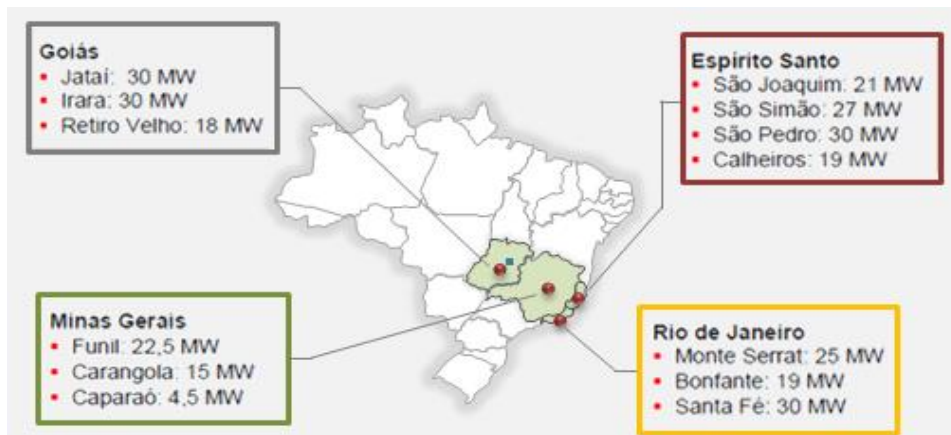 Goiás
• Jataí: 30 MW
• Irara: 30 MW
• Retiro Velho: 18 MW
Espírito Santo
• São Joaquim: 21 MW
• São Simão: 27 MW
• São Pedro: 30 MW
• Calheiros: 19 MW
Minas Gerais
• Funil: 22,5 MW
• Carangola: 15 MW
• Caparaó: 4,5 MW
Rio de Janeiro
• Monte Serrat: 25 MW
• Bonfante: 19 MW
• Santa Fé: 30 MW